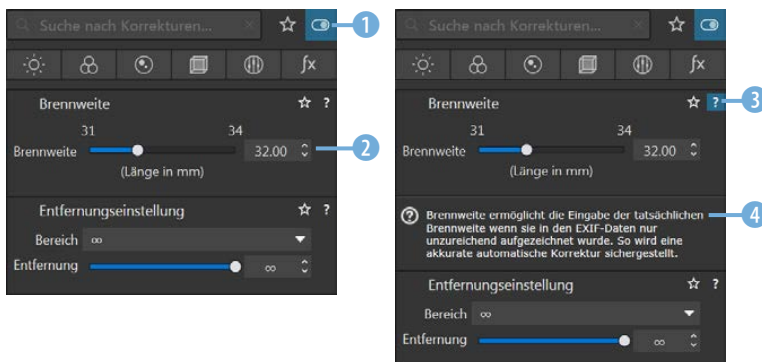 Suche nach Korrekturen...
1
fx
Brennweite
?
31
34
Brennweite
32.00
2
(Länge in mm)
Entfernungseinstellung
?
Bereich
∞
Entfernung
∞
Suche nach Korrekturen...
fx
Brennweite
?
3
31
34
Brennweite
32.00
(Länge in mm)
?
Brennweite ermöglicht die Eingabe der tatsächlichen
4
Brennweite wenn sie in den EXIF-Daten nur
unzureichend aufgezeichnet wurde. So wird eine
akkurate automatische Korrektur sichergestellt.
Entfernungseinstellung
?
Bereich
∞
Entfernung
∞